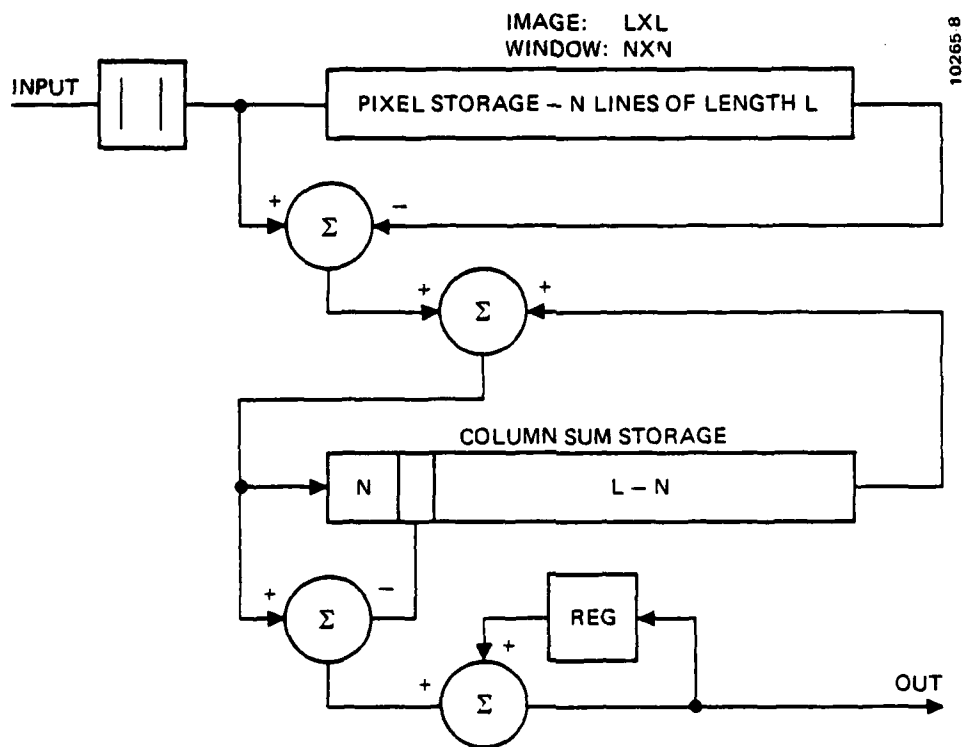 IMAGE: LXL
WINDOW: NXN
10265-8
INPUT
| |
PIXEL STORAGE – N LINES OF LENGTH L
+
–
Σ
+
+
Σ
COLUMN SUM STORAGE
N
L – N
+
–
Σ
REG
+
+
Σ
OUT